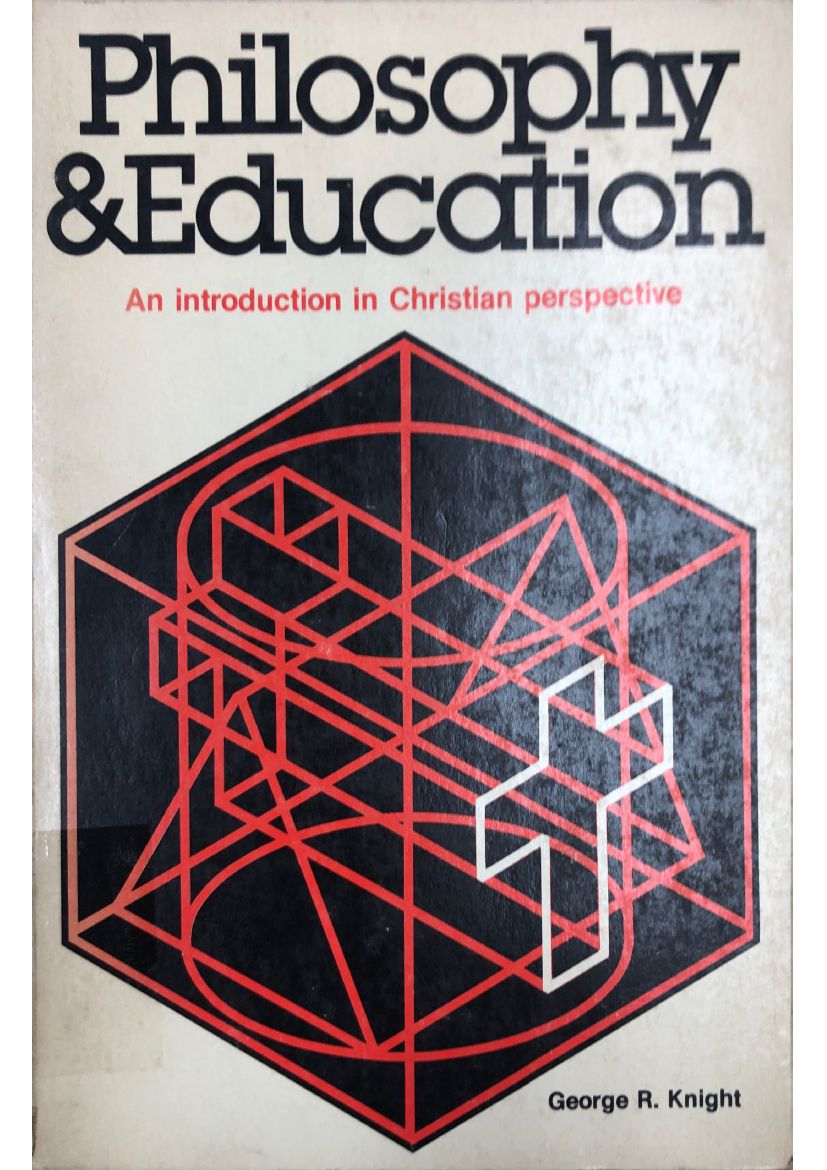 Philosophy
&Education
An introduction in Christian perspective
George R. Knight